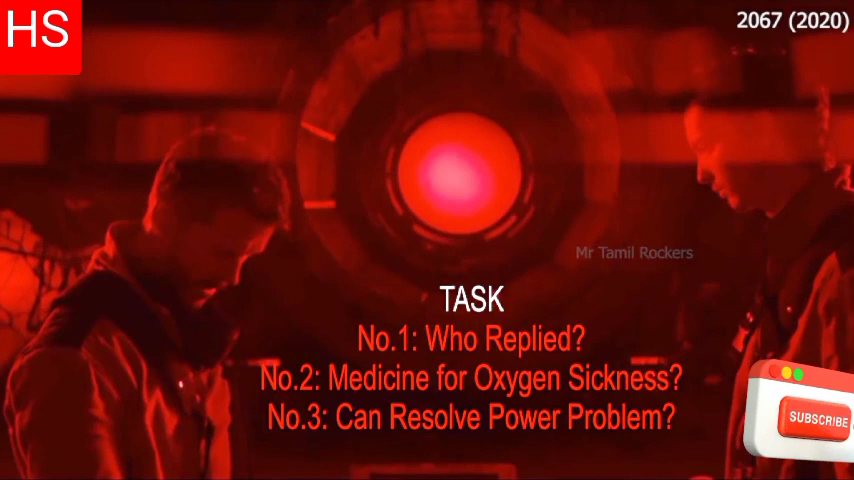 HS
2067 (2020)
Mr Tamil Rockers
TASK
No.1: Who Replied?
No.2: Medicine for Oxygen Sickness?
No.3: Can Resolve Power Problem?
SUBSCRIBE